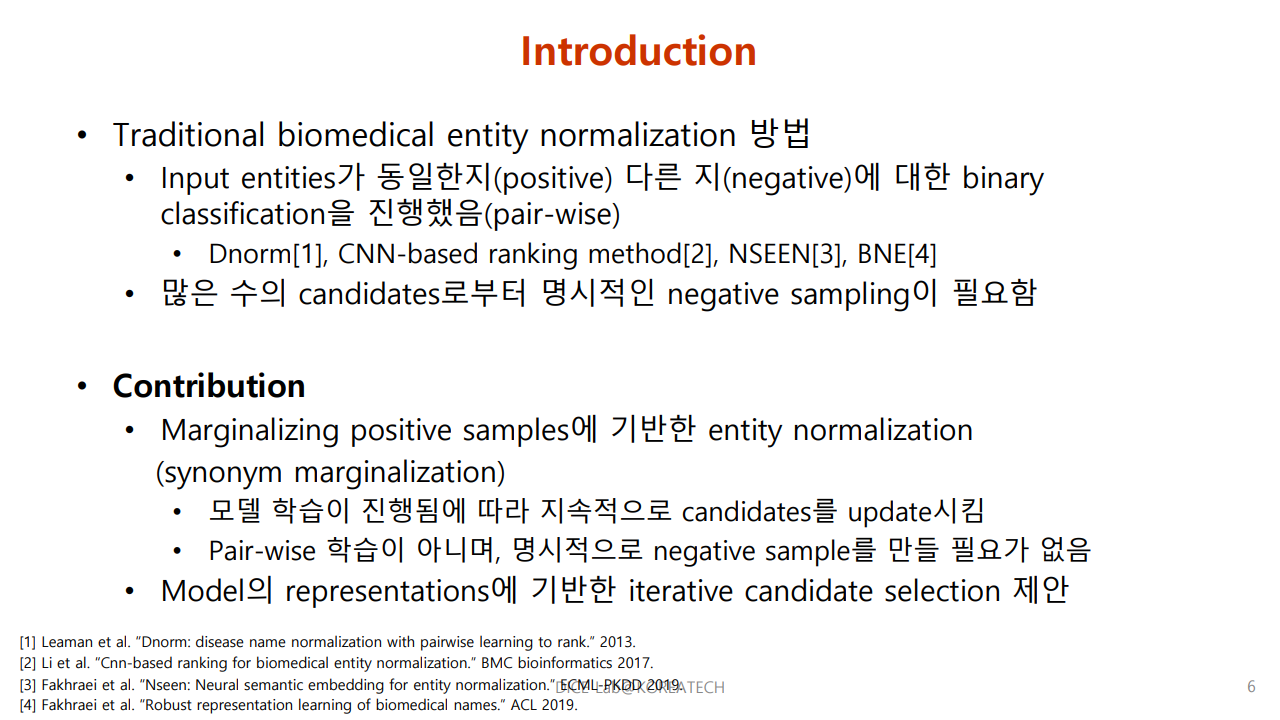 Introduction
• Traditional biomedical entity normalization 방법
• Input entities가 동일한지(positive) 다른 지(negative)에 대한 binary
classification을 진행했음(pair-wise)
• Dnorm[1], CNN-based ranking method[2], NSEEN[3], BNE[4]
• 많은 수의 candidates로부터 명시적인 negative sampling이 필요함
• Contribution
• Marginalizing positive samples에 기반한 entity normalization
(synonym marginalization)
• 모델 학습이 진행됨에 따라 지속적으로 candidates를 update시킴
• Pair-wise 학습이 아니며, 명시적으로 negative sample를 만들 필요가 없음
• Model의 representations에 기반한 iterative candidate selection 제안
[1] Leaman et al. “Dnorm: disease name normalization with pairwise learning to rank.” 2013.
[2] Li et al. “Cnn-based ranking for biomedical entity normalization.” BMC bioinformatics 2017.
[3] Fakhraei et al. “Nseen: Neural semantic embedding for entity normalization.” ECML-PKDD 2019.
DICE Lab@KOREATECH
6
[4] Fakhraei et al. “Robust representation learning of biomedical names.” ACL 2019.